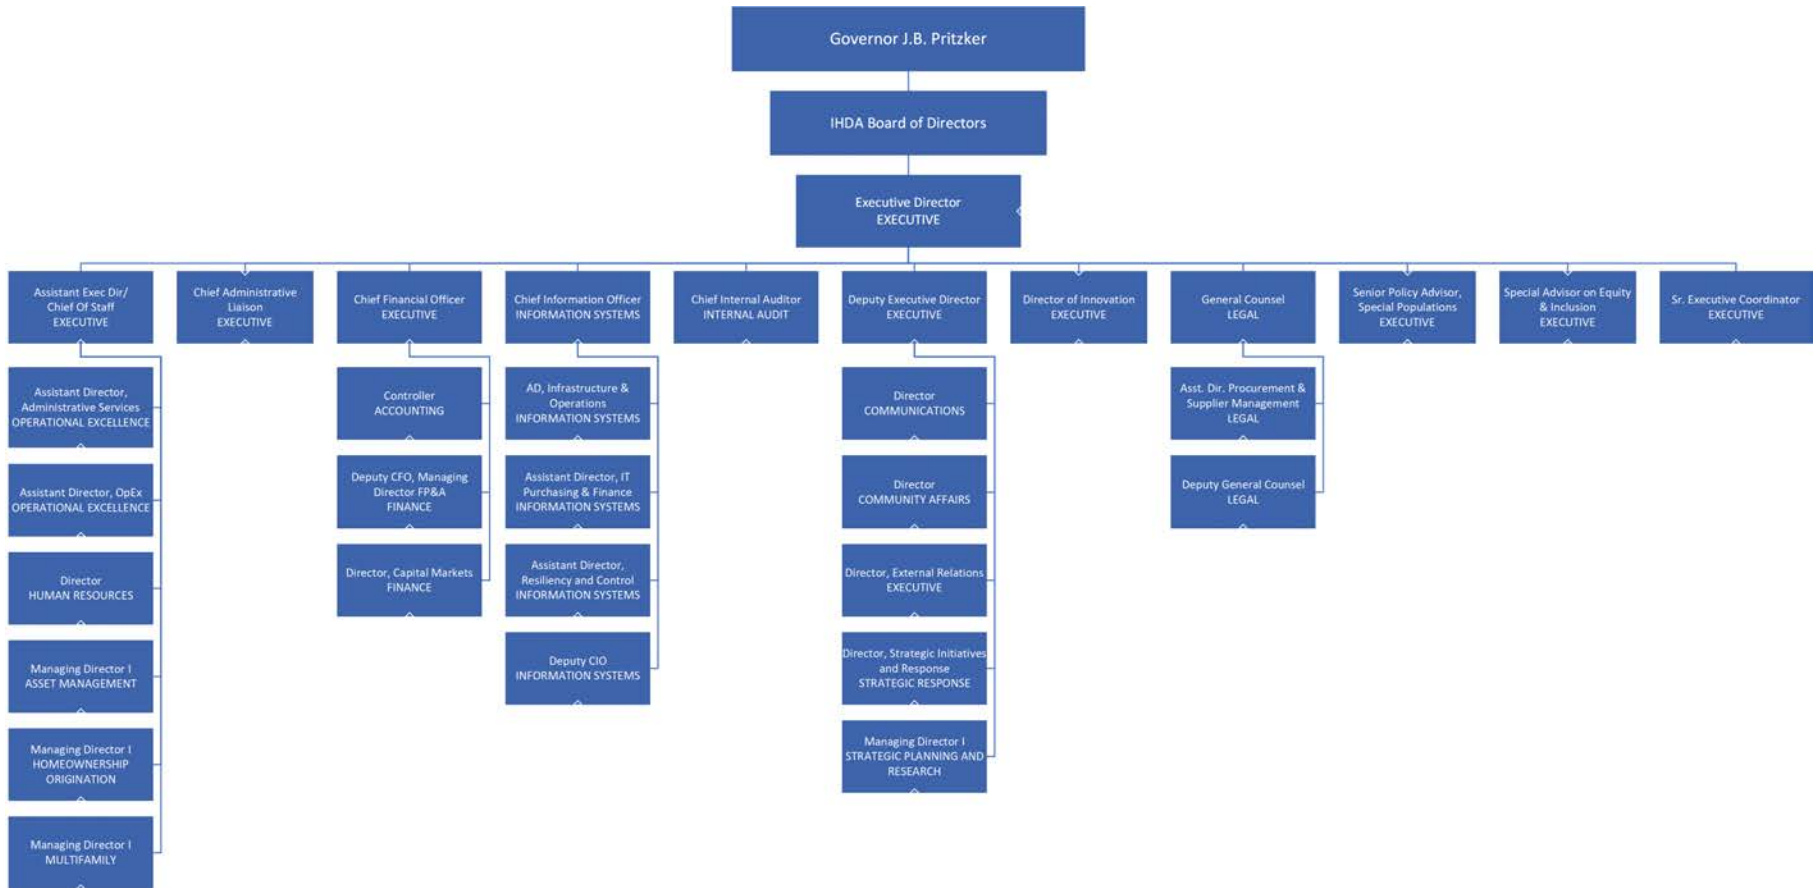 Governor J.B. Pritzker
IHDA Board of Directors
Executive Director
EXECUTIVE
Assistant Exec Dir/
Chief Of Staff
EXECUTIVE
Chief Administrative
Liaison
EXECUTIVE
Chief Financial Officer
EXECUTIVE
Chief Information Officer
INFORMATION SYSTEMS
Chief Internal Auditor
INTERNAL AUDIT
Deputy Executive Director
EXECUTIVE
Director of Innovation
EXECUTIVE
General Counsel
LEGAL
Senior Policy Advisor,
Special Populations
EXECUTIVE
Special Advisor on Equity
& Inclusion
EXECUTIVE
Sr. Executive Coordinator
EXECUTIVE
Assistant Director,
Administrative Services
OPERATIONAL EXCELLENCE
Assistant Director, OpEx
OPERATIONAL EXCELLENCE
Director
HUMAN RESOURCES
Managing Director I
ASSET MANAGEMENT
Managing Director I
HOMEOWNERSHIP
ORIGINATION
Managing Director I
MULTIFAMILY
Controller
ACCOUNTING
Deputy CFO, Managing
Director FP&A
FINANCE
Director, Capital Markets
FINANCE
AD, Infrastructure &
Operations
INFORMATION SYSTEMS
Assistant Director, IT
Purchasing & Finance
INFORMATION SYSTEMS
Assistant Director,
Resiliency and Control
INFORMATION SYSTEMS
Deputy CIO
INFORMATION SYSTEMS
Director
COMMUNICATIONS
Director
COMMUNITY AFFAIRS
Director, External Relations
EXECUTIVE
Director, Strategic Initiatives
and Response
STRATEGIC RESPONSE
Managing Director I
STRATEGIC PLANNING AND
RESEARCH
Asst. Dir. Procurement &
Supplier Management
LEGAL
Deputy General Counsel
LEGAL